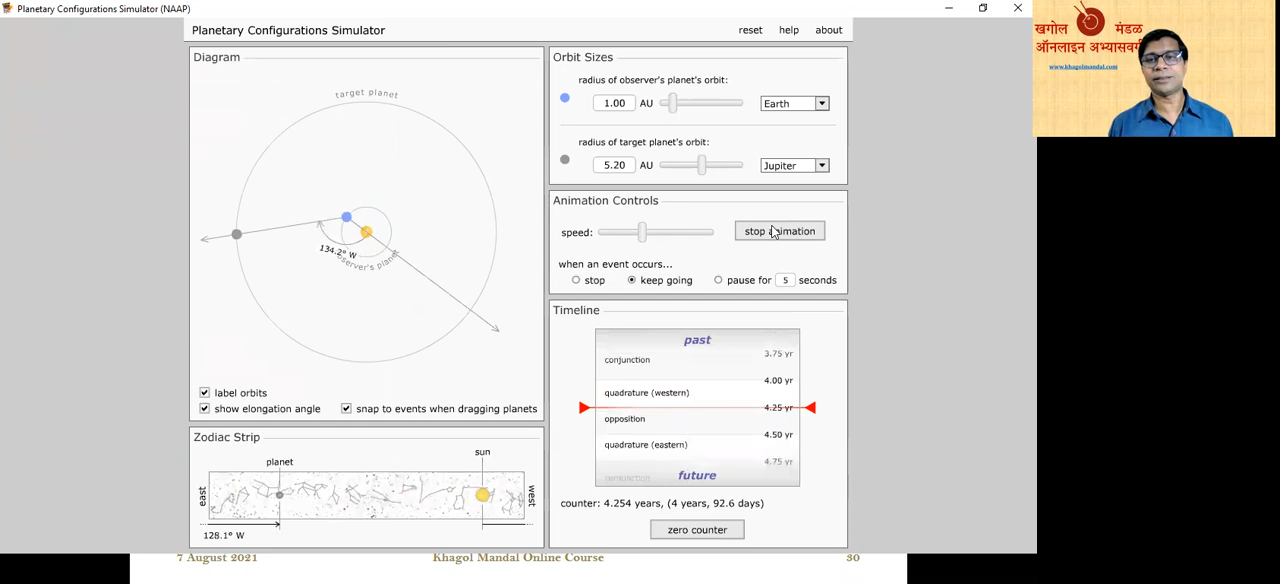 Planetary Configurations Simulator (NAAP)
Planetary Configurations Simulator
reset help about
Diagram
target planet
134.2° W
observer's planet
label orbits
show elongation angle
snap to events when dragging planets
Zodiac Strip
planet
sun
east
west
128.1° W
Orbit Sizes
radius of observer's planet's orbit:
1.00 AU Earth
radius of target planet's orbit:
5.20 AU Jupiter
Animation Controls
speed: stop animation
when an event occurs...
stop keep going pause for 5 seconds
Timeline
past
3.75 yr
conjunction
4.00 yr
quadrature (western)
4.25 yr
opposition
4.50 yr
quadrature (eastern)
4.75 yr
future
conjunction
counter: 4.254 years, (4 years, 92.6 days)
zero counter
खगोल मंडळ
ऑनलाइन अभ्यासवर्ग
www.khagolmandal.com
7 August 2021 Khagol Mandal Online Course 30